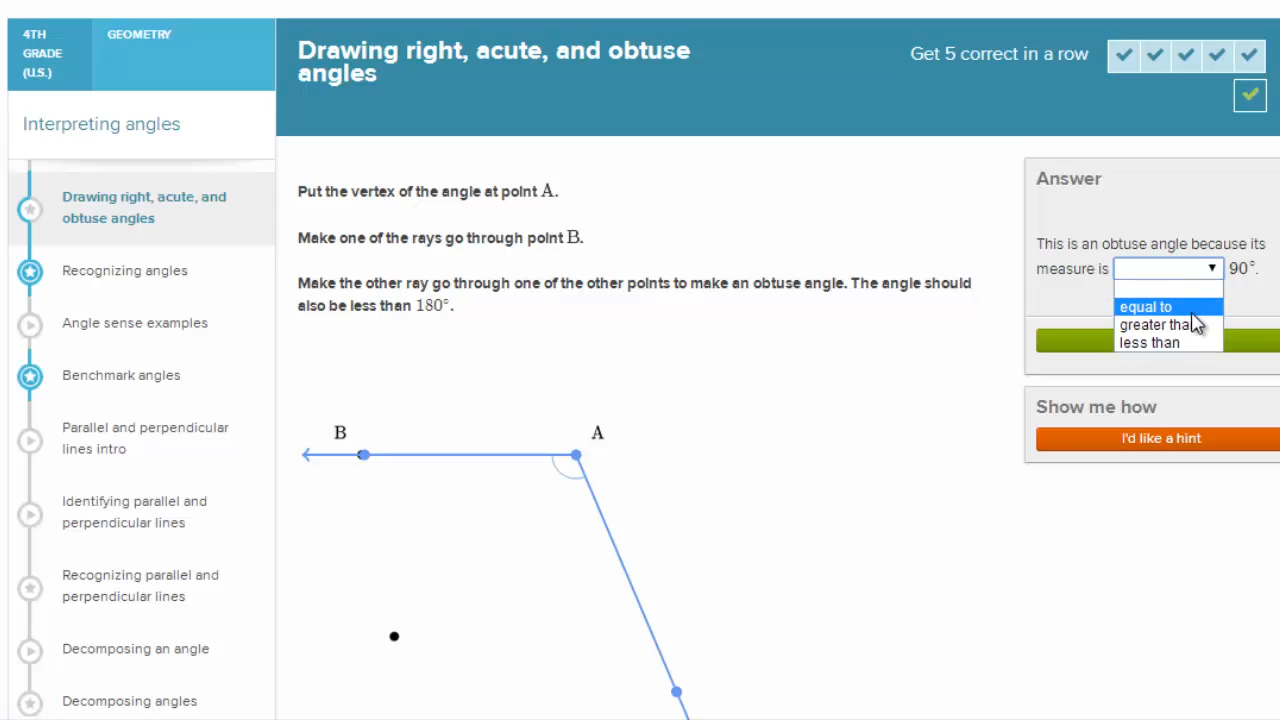 4TH
GRADE
(U.S.)
GEOMETRY
Drawing right, acute, and obtuse
angles
Get 5 correct in a row
Interpreting angles
Drawing right, acute, and
obtuse angles
Recognizing angles
Angle sense examples
Benchmark angles
Parallel and perpendicular
lines intro
Identifying parallel and
perpendicular lines
Recognizing parallel and
perpendicular lines
Decomposing an angle
Decomposing angles
Put the vertex of the angle at point A.
Make one of the rays go through point B.
Make the other ray go through one of the other points to make an obtuse angle. The angle should
also be less than 180°.
B
A
Answer
This is an obtuse angle because its
measure is 90°.
equal to
greater than
less than
Show me how
I'd like a hint